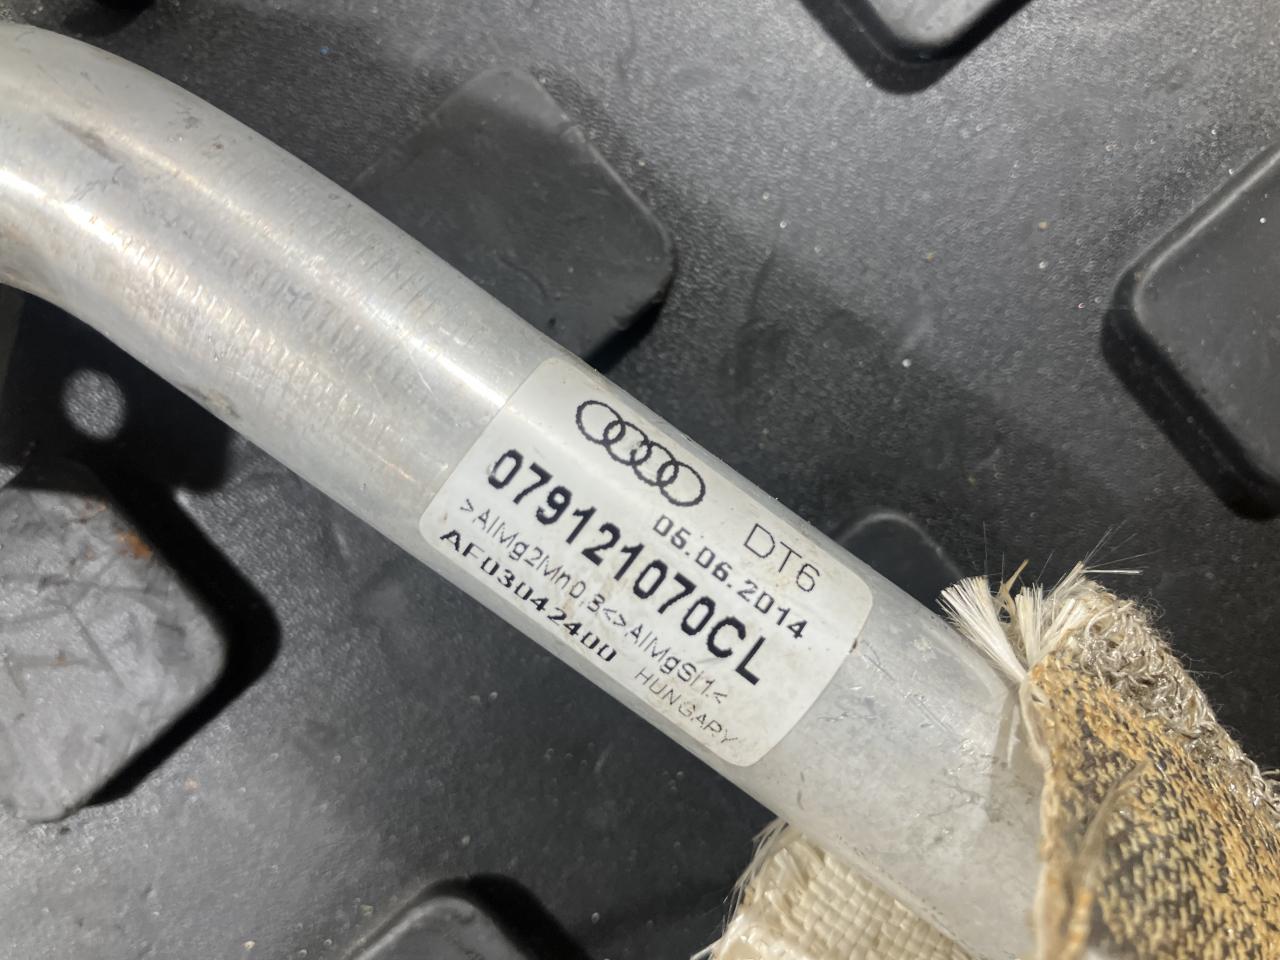 DT6
05.06.2014
079121070CL
>AlMg2Mn0,8<>AlMgSi1<
AF03042400
HUNGARY